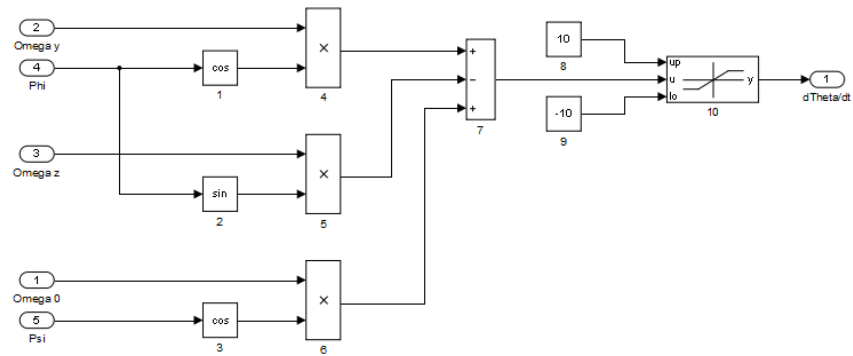 2
Omega y
4
Phi
cos
1
×
4
3
Omega z
sin
2
×
5
1
Omega 0
5
Psi
cos
3
×
6
+
−
+
7
10
8
-10
9
up
u
lo
y
10
1
dTheta/dt